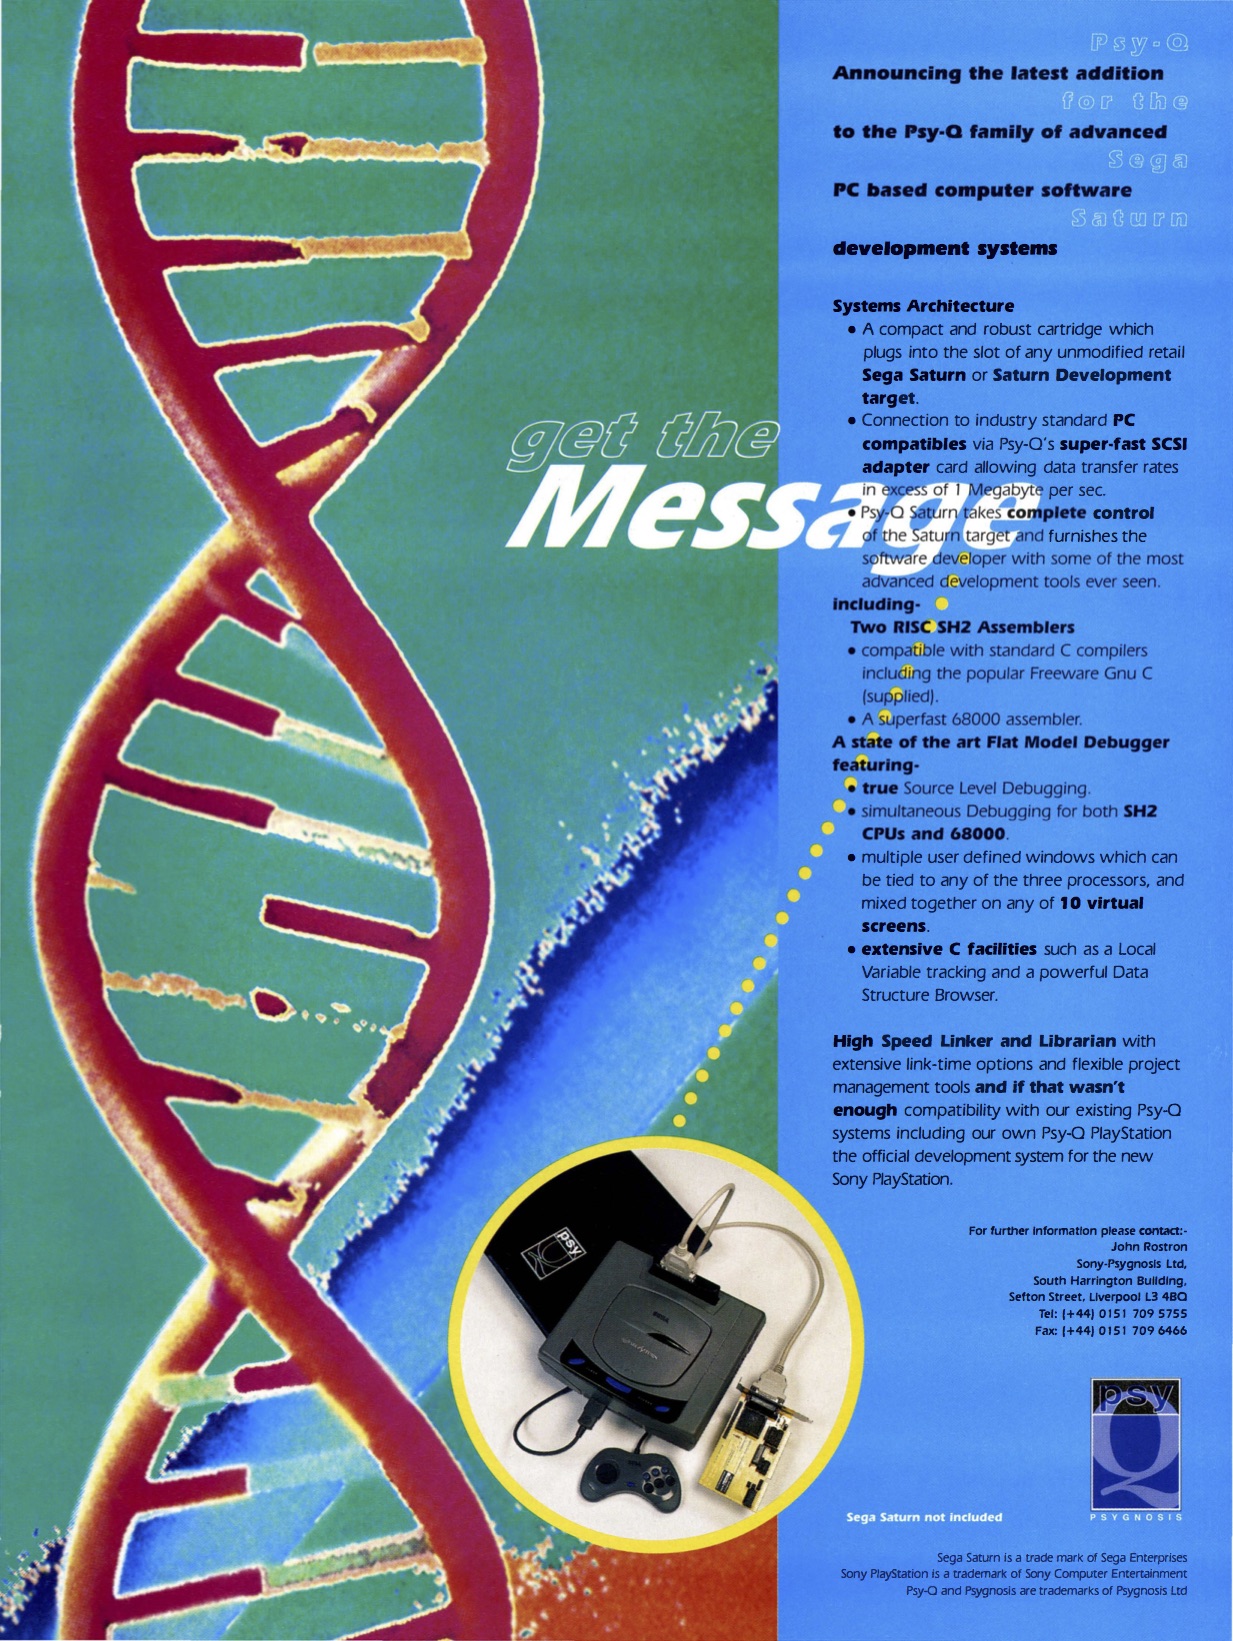 Psy-Q
Announcing the latest addition
for the
to the Psy-Q family of advanced
Sega
PC based computer software
Saturn
development systems
get the
Message
Systems Architecture
• A compact and robust cartridge which
plugs into the slot of any unmodified retail
Sega Saturn or Saturn Development
target.
• Connection to industry standard PC
compatibles via Psy-Q's super-fast SCSI
adapter card allowing data transfer rates
in excess of 1 Megabyte per sec.
• Psy-Q Saturn takes complete control
of the Saturn target and furnishes the
software developer with some of the most
advanced development tools ever seen.
including-
Two RISC SH2 Assemblers
• compatible with standard C compilers
including the popular Freeware Gnu C
(supplied).
• A superfast 68000 assembler.
A state of the art Flat Model Debugger
featuring-
• true Source Level Debugging.
• simultaneous Debugging for both SH2
CPUs and 68000.
• multiple user defined windows which can
be tied to any of the three processors, and
mixed together on any of 10 virtual
screens.
• extensive C facilities such as a Local
Variable tracking and a powerful Data
Structure Browser.
High Speed Linker and Librarian with
extensive link-time options and flexible project
management tools and if that wasn't
enough compatibility with our existing Psy-Q
systems including our own Psy-Q PlayStation
the official development system for the new
Sony PlayStation.
For further information please contact:-
John Rostron
Sony-Psygnosis Ltd,
South Harrington Building,
Sefton Street, Liverpool L3 4BQ
Tel: (+44) 0151 709 5755
Fax: (+44) 0151 709 6466
psy
Q
SEGA
psy
Q
PSYGNOSIS
Sega Saturn not included
Sega Saturn is a trade mark of Sega Enterprises
Sony PlayStation is a trademark of Sony Computer Entertainment
Psy-Q and Psygnosis are trademarks of Psygnosis Ltd